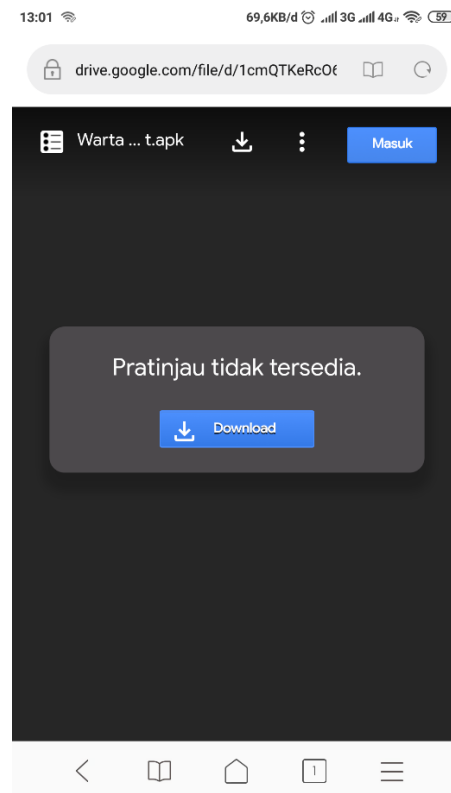 13:01 69,6KB/d 3G 4G 59
drive.google.com/file/d/1cmQTKeRcO6
Warta ... t.apk Masuk
Pratinjau tidak tersedia.
Download
1